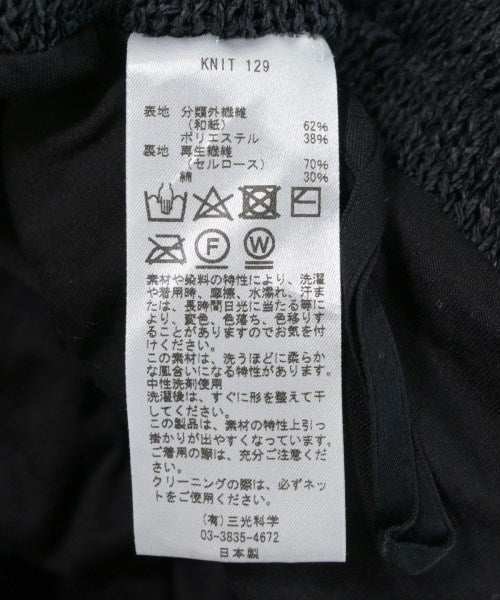 KNIT 129
表地 分類外繊維
(和紙) 62%
ポリエステル 38%
裏地 再生繊維
(セルロース) 70%
綿 30%
F W
素材や染料の特性により、洗濯
や着用時、摩擦、水濡れ、汗ま
たは、長時間日光に当たる等に
より、変色、色落ち、色移りす
ることがありますのでお気を付
けください。
この素材は、洗うほどに柔らか
な風合いになる特性があります。
中性洗剤使用
洗濯後は、すぐに形を整えて干
してください。
この製品は、素材の特性上引っ
掛かりが出やすくなっています。
ご着用の際は、充分ご注意くだ
さい。
クリーニングの際は、必ずネッ
トをご使用ください。
(有)三光科学
03-3835-4672
日本製